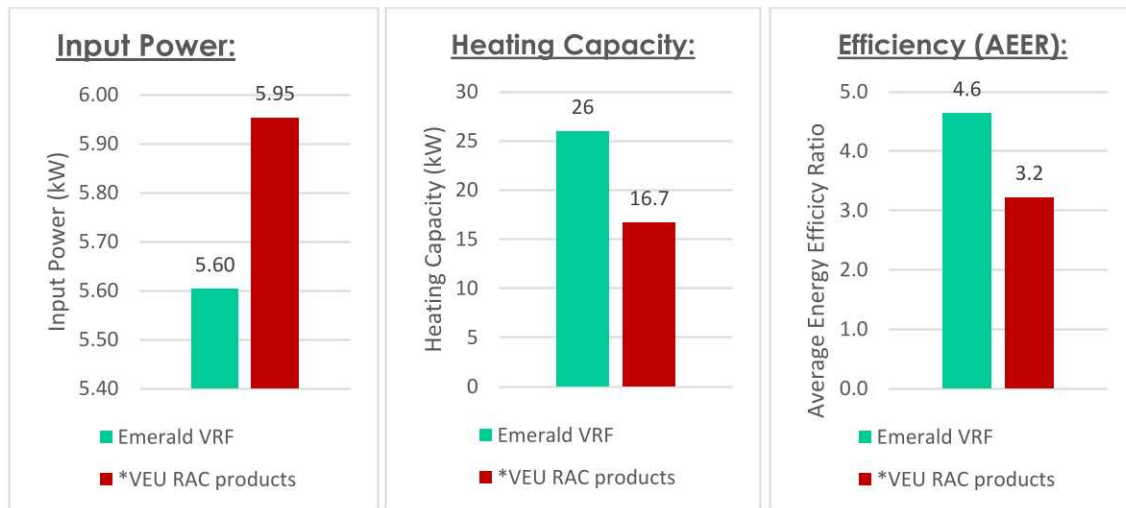 Input Power:
6.00
5.90
5.80
5.70
5.60
5.50
5.40
Input Power (kW)
5.60
5.95
Emerald VRF
*VEU RAC products
Heating Capacity:
30
25
20
15
10
5
0
Heating Capacity (kW)
26
16.7
Emerald VRF
*VEU RAC products
Efficiency (AEER):
5.0
4.0
3.0
2.0
1.0
0.0
Average Energy Efficicy Ratio
4.6
3.2
Emerald VRF
*VEU RAC products